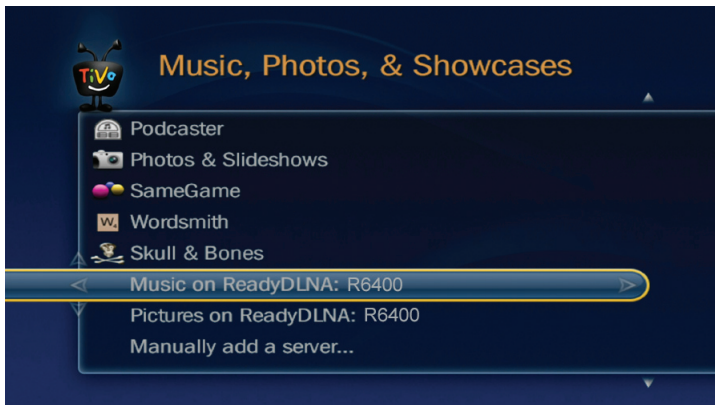 TiVo
Music, Photos, & Showcases
Podcaster
Photos & Slideshows
SameGame
W4
Wordsmith
Skull & Bones
Music on ReadyDLNA: R6400
Pictures on ReadyDLNA: R6400
Manually add a server...